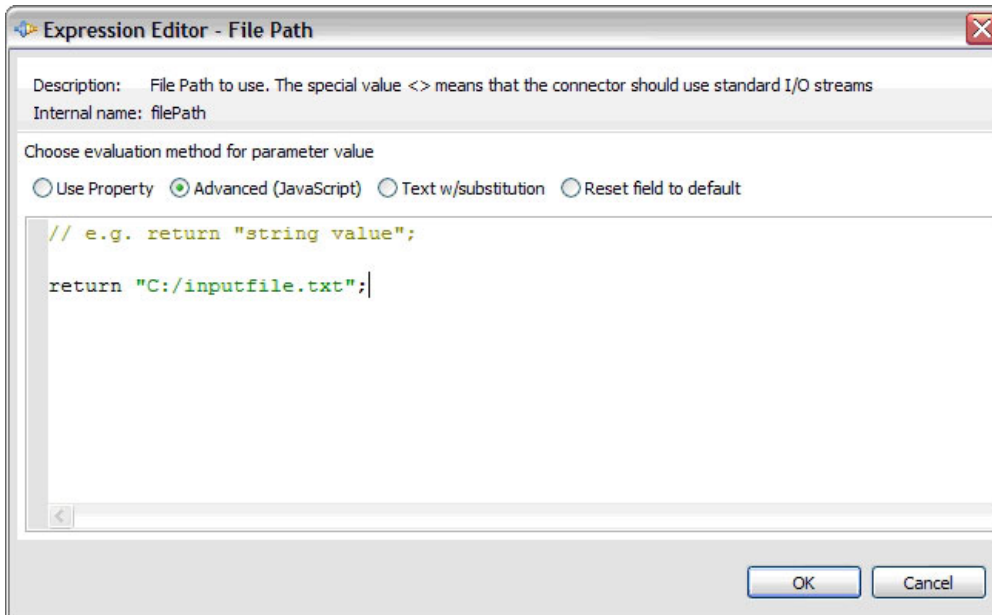 Expression Editor - File Path
Description: File Path to use. The special value <> means that the connector should use standard I/O streams
Internal name: filePath
Choose evaluation method for parameter value
Use Property Advanced (JavaScript) Text w/substitution Reset field to default
// e.g. return "string value";
return "C:/inputfile.txt";
OK Cancel